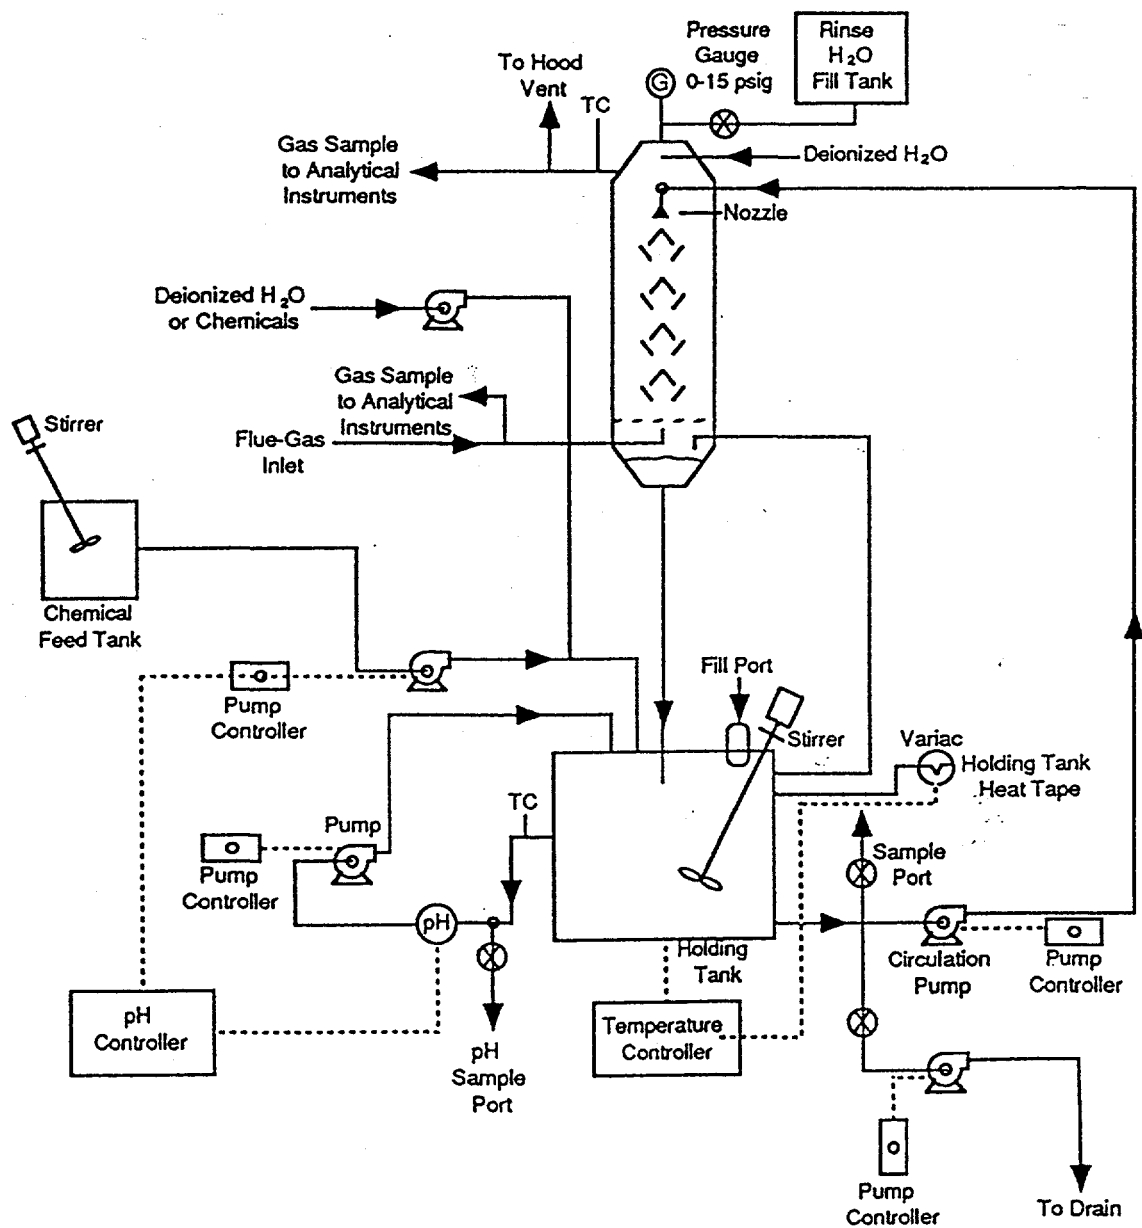 Pressure
Gauge
0-15 psig
Rinse
H2O
Fill Tank
To Hood
Vent
TC
G
Gas Sample
to Analytical
Instruments
Deionized H2O
Nozzle
Deionized H2O
or Chemicals
Gas Sample
to Analytical
Instruments
Flue-Gas
Inlet
Stirrer
Chemical
Feed Tank
Pump
Controller
Fill Port
Stirrer
Variac
Holding Tank
Heat Tape
TC
Pump
Pump
Controller
Sample
Port
pH
Holding
Tank
Circulation
Pump
Pump
Controller
pH
Controller
Temperature
Controller
pH
Sample
Port
Pump
Controller
To Drain